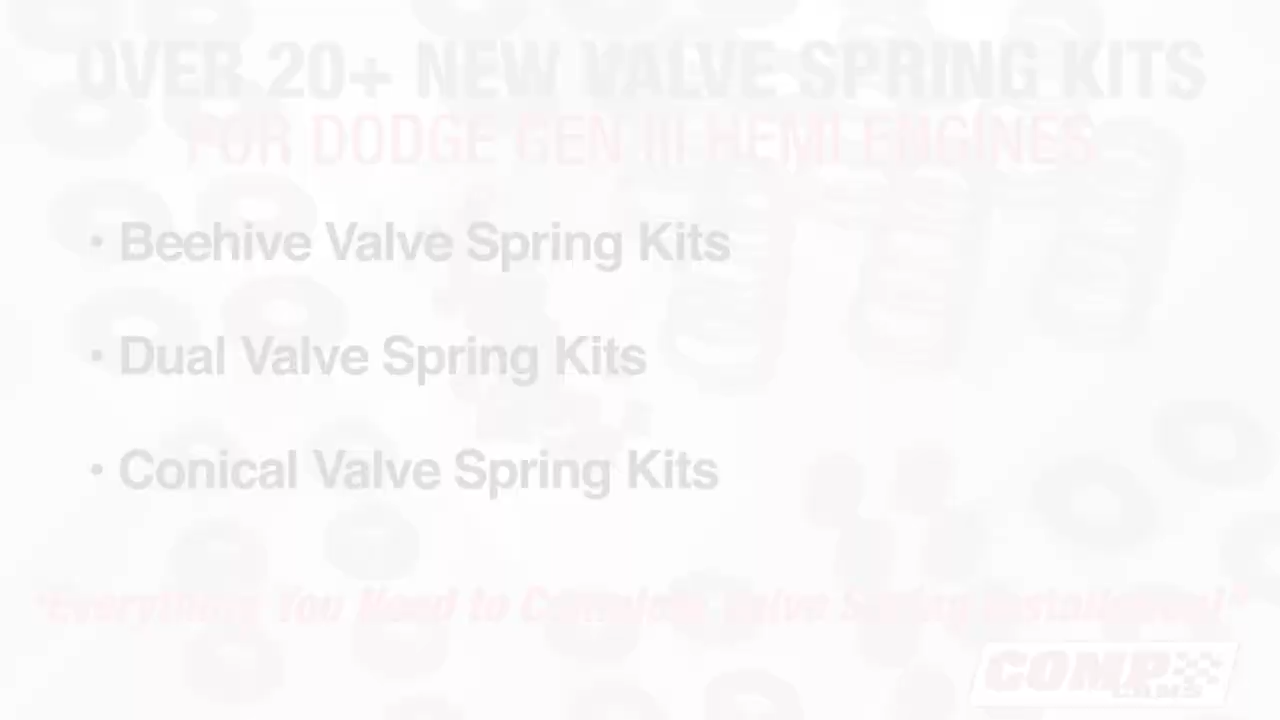 OVER 20+ NEW VALVE SPRING KITS
FOR DODGE GEN III HEMI ENGINES
• Beehive Valve Spring Kits
• Dual Valve Spring Kits
• Conical Valve Spring Kits
"Everything You Need to Complete Valve Spring Installation!"
COMP
CAMS